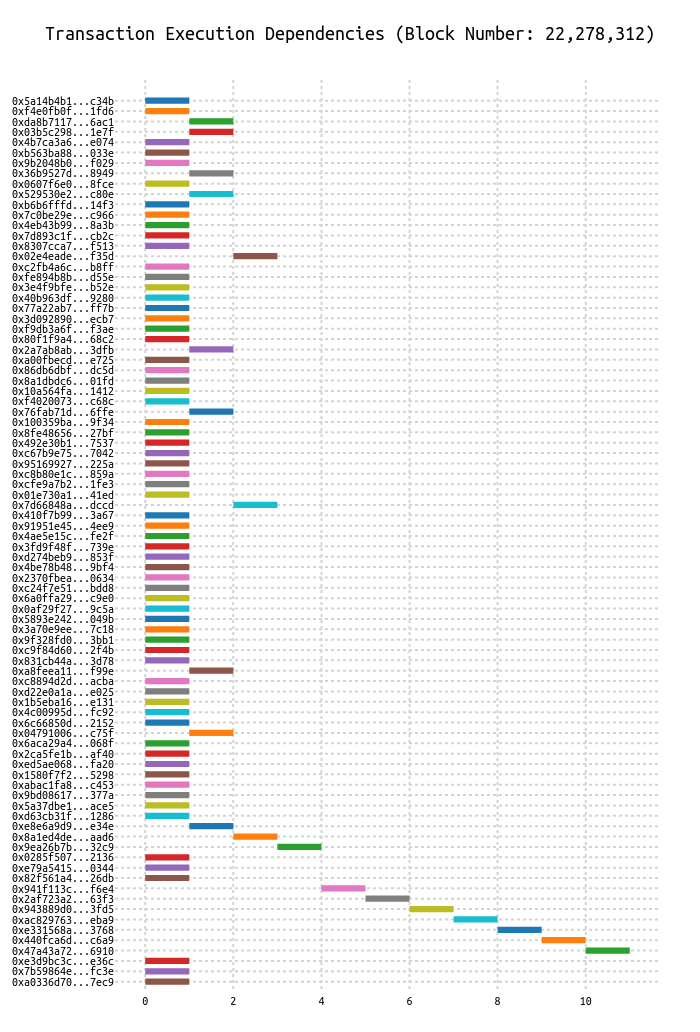 Transaction Execution Dependencies (Block Number: 22,278,312)
0x5a14b4b1...c34b
0xf4e0fb0f...1fd6
0xda8b7117...6ac1
0x03b5c298...1e7f
0x4b7ca3a6...e074
0xb563ba88...033e
0x9b2048b0...f029
0x36b9527d...8949
0x0607f6e0...8fce
0x529530e2...c80e
0xb6b6fffd...14f3
0x7c0be29e...c966
0x4eb43b99...8a3b
0x7d893c1f...cb2c
0x8307cca7...f513
0x02e4eade...f35d
0xc2fb4a6c...b8ff
0xfe894b8b...d55e
0x3e4f9bfe...b52e
0x40b963df...9280
0x77a22ab7...ff7b
0x3d092890...ecb7
0xf9db3a6f...f3ae
0x80f1f9a4...68c2
0x2a7ab8ab...3dfb
0xa00fbecd...e725
0x86db6dbf...dc5d
0x8a1dbdc6...01fd
0x10a564fa...1412
0xf4020073...c68c
0x76fab71d...6ffe
0x100359ba...9f34
0x8fe48656...27bf
0x492e30b1...7537
0xc67b9e75...7042
0x95169927...225a
0xc8b80e1c...859a
0xcfe9a7b2...1fe3
0x01e730a1...41ed
0x7d66848a...dccd
0x410f7b99...3a67
0x91951e45...4ee9
0x4ae5e15c...fe2f
0x3fd9f48f...739e
0xd274beb9...853f
0x4be78b48...9bf4
0x2370fbea...0634
0xc24f7e51...bdd8
0x6a0ffa29...c9e0
0x0af29f27...9c5a
0x5893e242...049b
0x3a70e9ee...7c18
0x9f328fd0...3bb1
0xc9f84d60...2f4b
0x831cb44a...3d78
0xa8feea11...f99e
0xc8894d2d...acba
0xd22e0a1a...e025
0x1b5eba16...e131
0x4c00995d...fc92
0x6c66850d...2152
0x04791006...c75f
0x6aca29a4...068f
0x2ca5fe1b...af40
0xed5ae068...fa20
0x1580f7f2...5298
0xabac1fa8...c453
0x9bd08617...377a
0x5a37dbe1...ace5
0xd63cb31f...1286
0xe8e6a9d9...e34e
0x8a1ed4de...aad6
0x9ea26b7b...32c9
0x0285f507...2136
0xe79a5415...0344
0x82f561a4...26db
0x941f113c...f6e4
0x2af723a2...63f3
0x943889d0...3fd5
0xac829763...eba9
0xe331568a...3768
0x440fca6d...c6a9
0x47a43a72...6910
0xe3d9bc3c...e36c
0x7b59864e...fc3e
0xa0336d70...7ec9
0 2 4 6 8 10